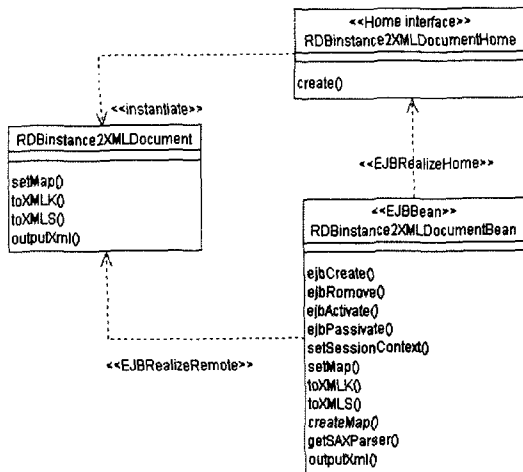 <<Home interface>>
RDBinstance2XMLDocumentHome
create()
<<instantiate>>
RDBinstance2XMLDocument
setMap()
toXMLK()
toXMLS()
outputXml()
<<EJBRealizeHome>>
<<EJBBean>>
RDBinstance2XMLDocumentBean
ejbCreate()
ejbRomove()
ejbActivate()
ejbPassivate()
setSessionContext()
setMap()
toXMLK()
toXMLS()
createMap()
getSAXParser()
outputXml()
<<EJBRealizeRemote>>